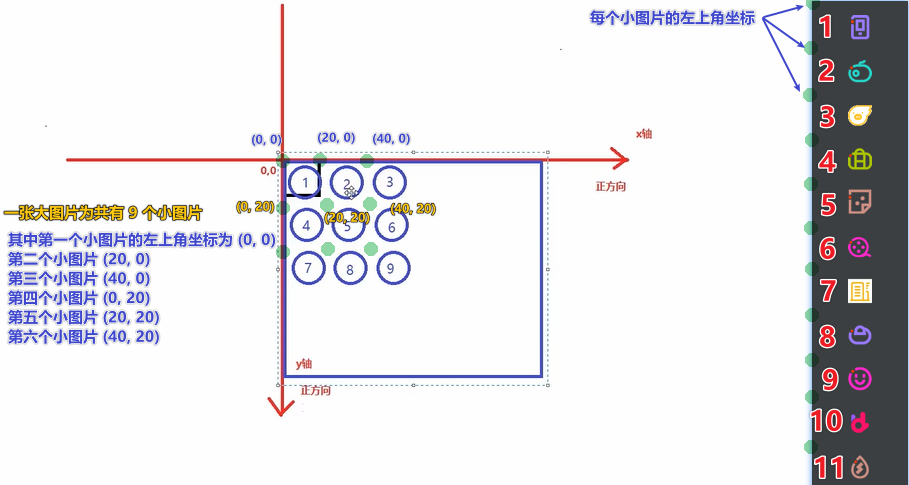 每个小图片的左上角坐标
x轴
正方向
(0, 0)
(20, 0)
(40, 0)
0,0
1
2
3
(0, 20)
(20, 20)
(40, 20)
4
5
6
7
8
9
y轴
正方向
一张大图片为共有 9 个小图片
其中第一个小图片的左上角坐标为 (0, 0)
第二个小图片 (20, 0)
第三个小图片 (40, 0)
第四个小图片 (0, 20)
第五个小图片 (20, 20)
第六个小图片 (40, 20)
1
2
3
4
5
6
7
8
9
10
11